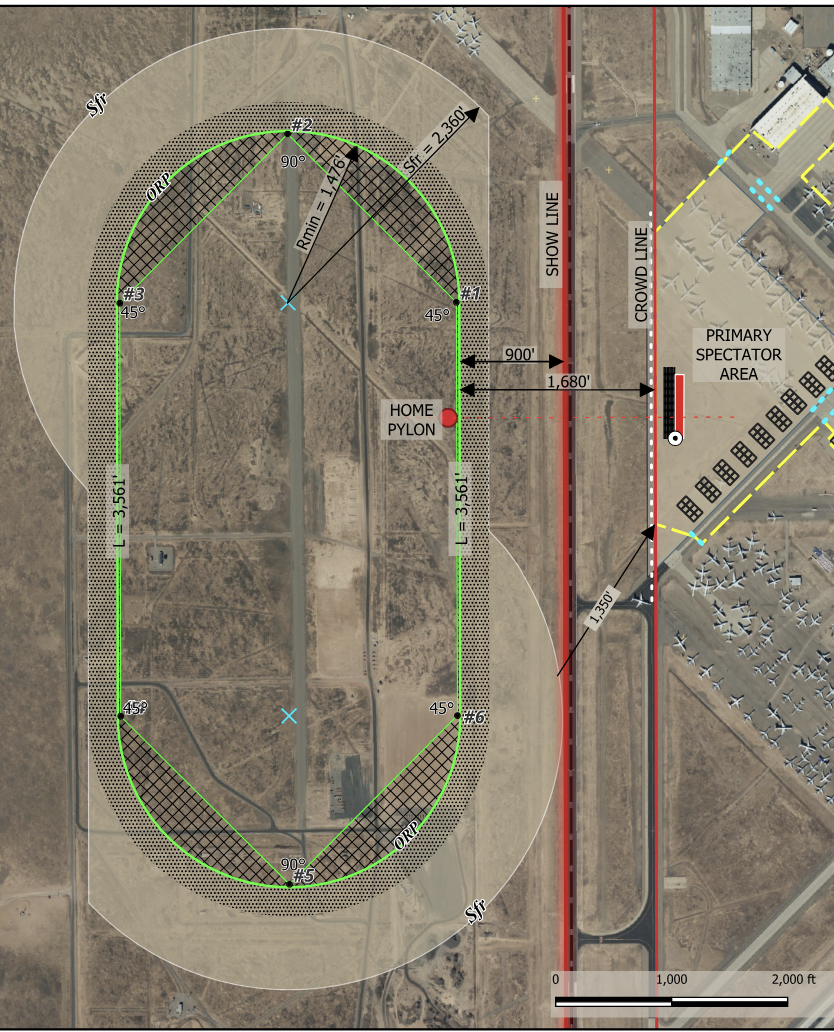 Sfr
#2
90°
ORP
Rmin = 1,476'
Sfr = 2,360'
SHOW LINE
CROWD LINE
#3
45°
#1
45°
PRIMARY
SPECTATOR
AREA
900'
1,680'
HOME
PYLON
L = 3,561'
L = 3,561'
1,350'
45°
45°
#6
ORP
90°
#5
Sfr
0
1,000
2,000 ft